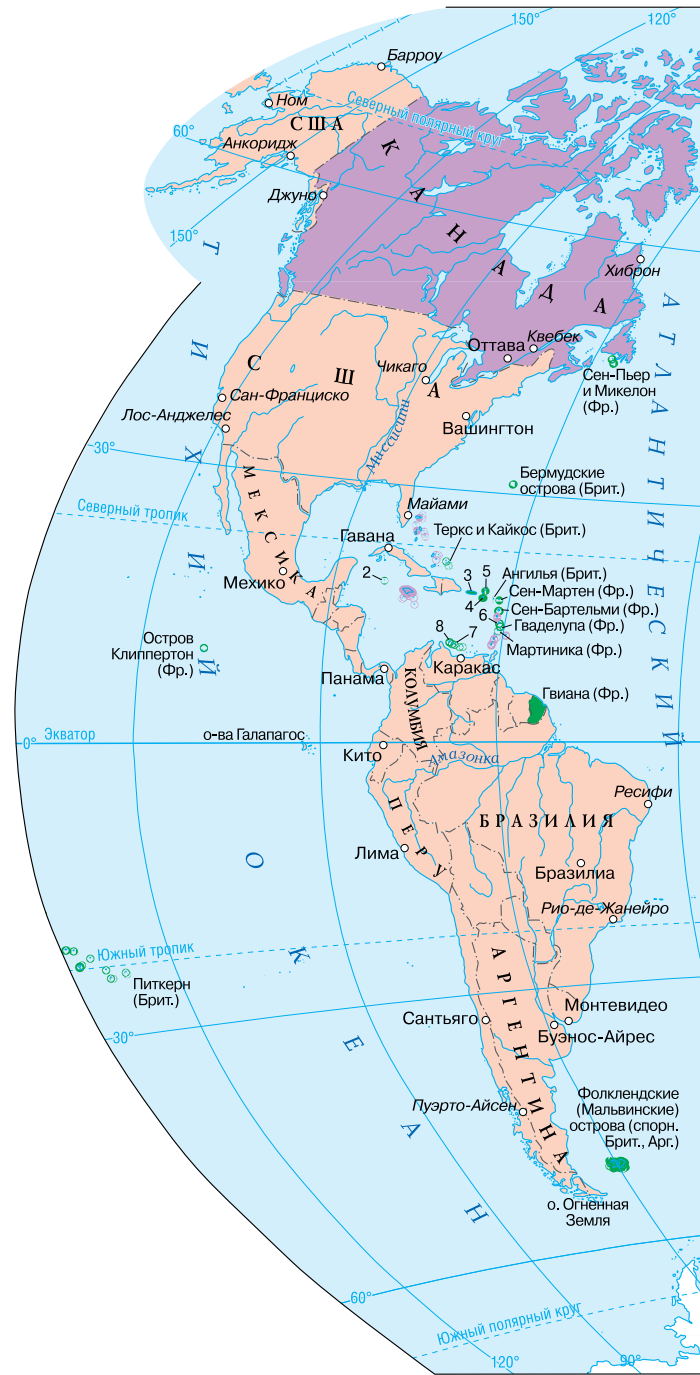 150°
120°
Барроу
Ном
Северный полярный круг
США
60°
Анкоридж
КАНАДА
Джуно
150°
Хиброн
Квебек
Оттава
Сен-Пьер
и Микелон
(Фр.)
США
Чикаго
Сан-Франциско
Лос-Анджелес
Вашингтон
Миссисипи
30°
Бермудские
острова (Брит.)
МЕКСИКА
Северный тропик
Майами
Теркс и Кайкос (Брит.)
Гавана
2
3
5
4
Ангилья (Брит.)
Мехико
Сен-Мартен (Фр.)
Сен-Бартельми (Фр.)
6
Гваделупа (Фр.)
8
7
Мартиника (Фр.)
Остров
Клиппертон
(Фр.)
Каракас
Панама
КОЛУМБИЯ
Гвиана (Фр.)
0°
Экватор
о-ва Галапагос
Кито
Амазонка
Ресифи
ПЕРУ
БРАЗИЛИЯ
Лима
Бразилиа
Рио-де-Жанейро
Южный тропик
Питкерн
(Брит.)
АРГЕНТИНА
30°
Сантьяго
Монтевидео
Буэнос-Айрес
Пуэрто-Айсен
Фолклендские
(Мальвинские)
острова (спорн.
Брит., Арг.)
о. Огненная
Земля
ТИХИЙ ОКЕАН
АТЛАНТИЧЕСКИЙ
60°
Южный полярный круг
120°
90°